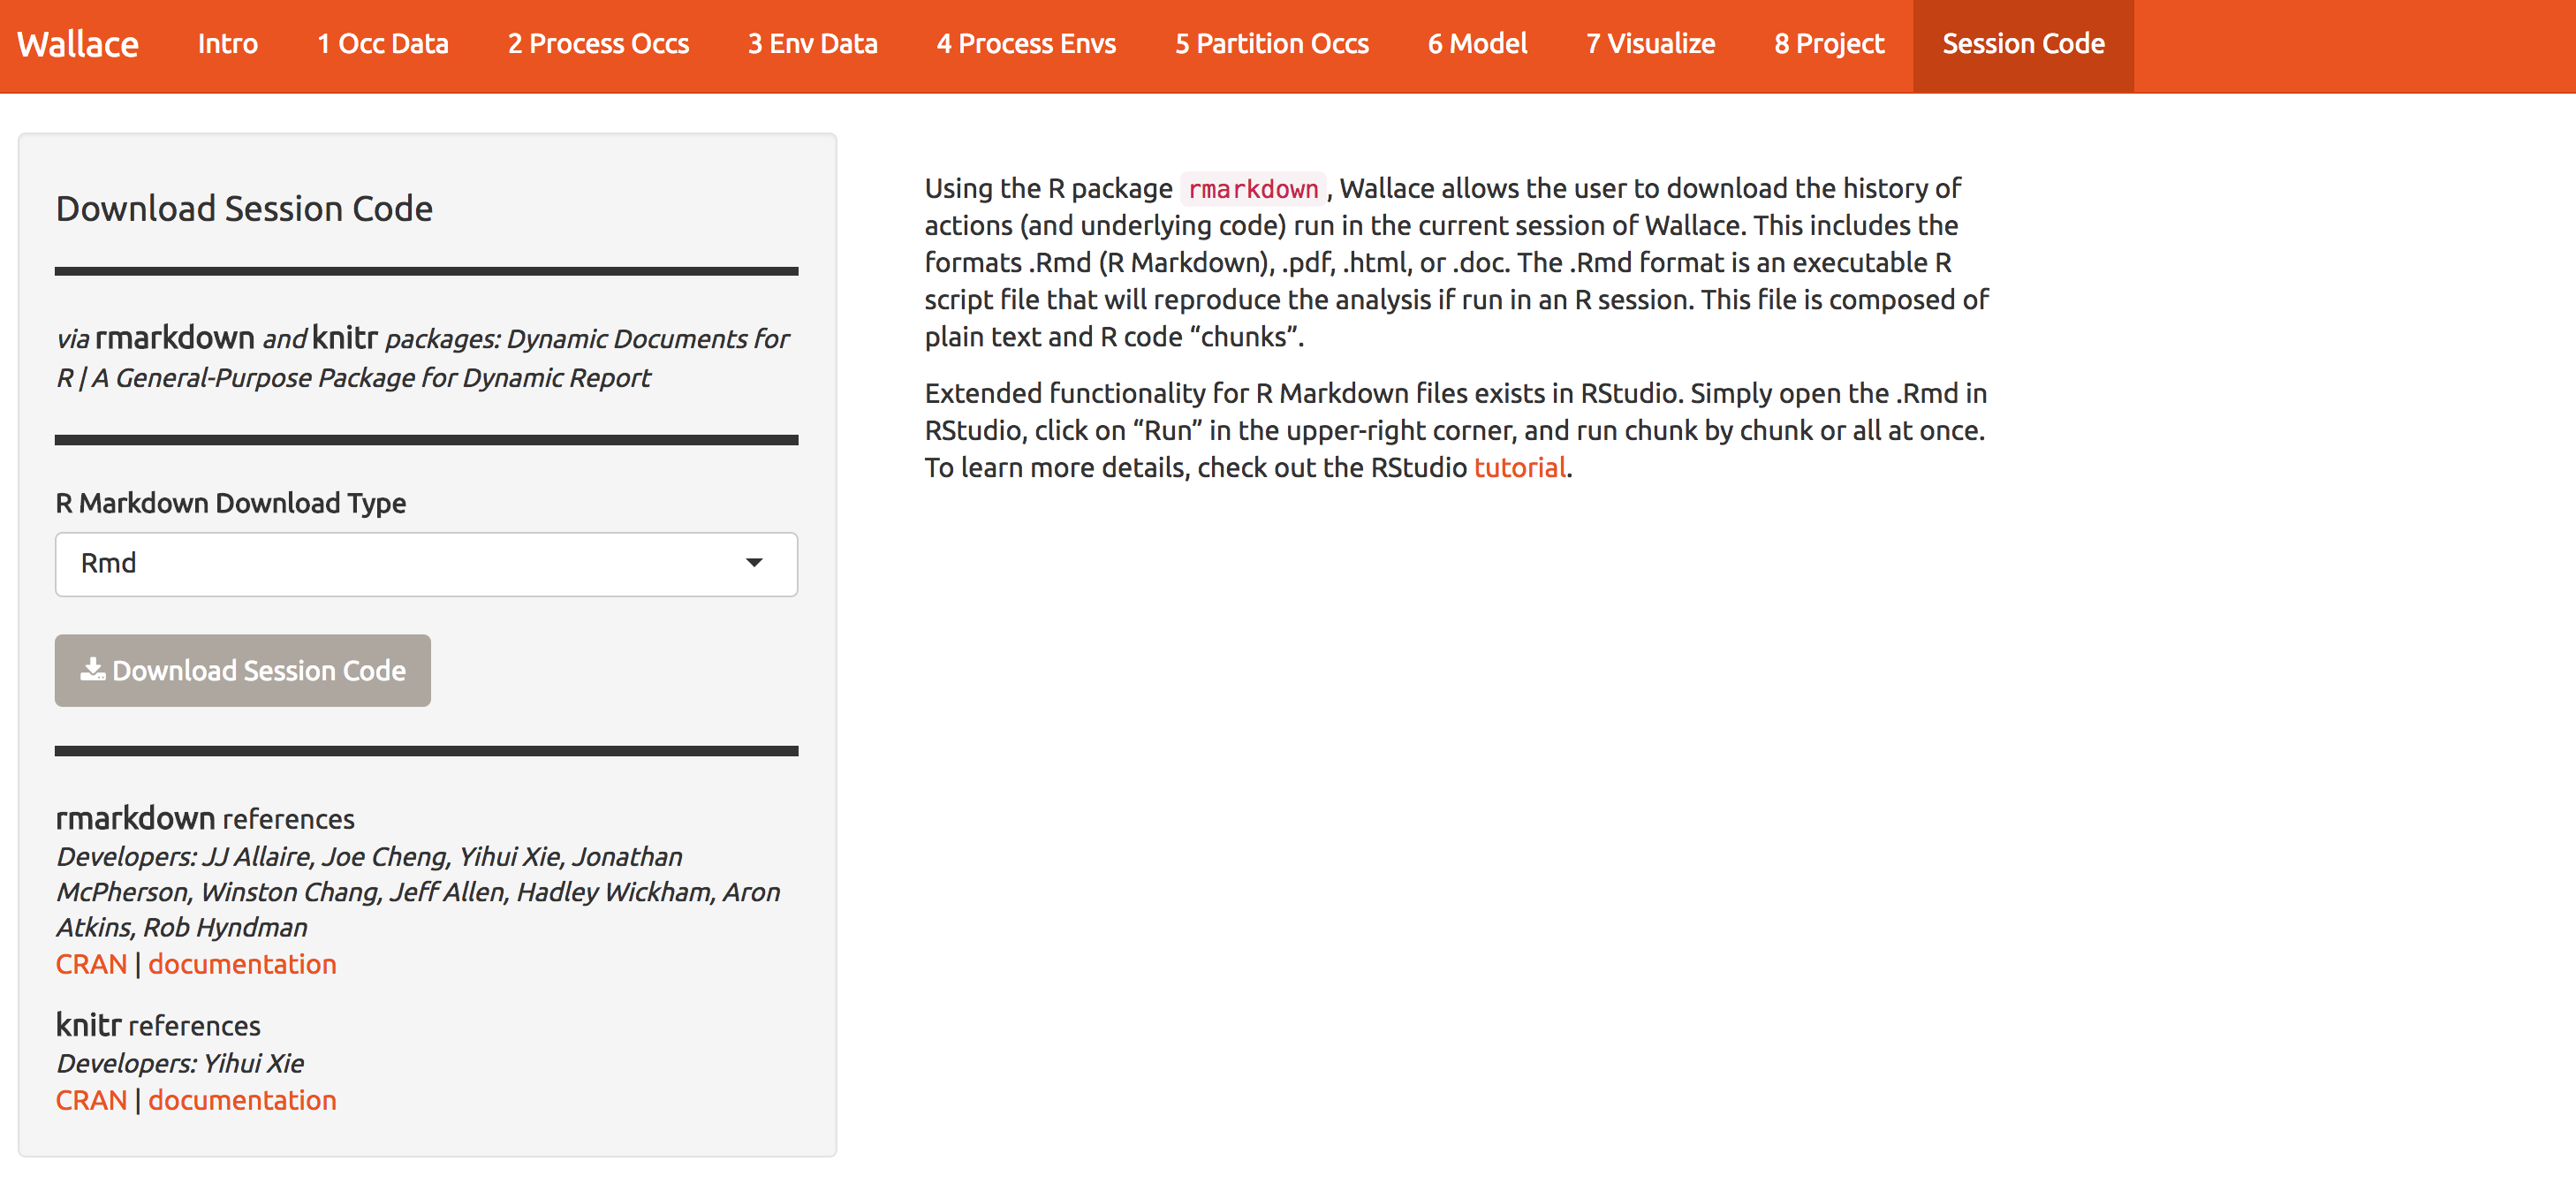 Wallace Intro 1 Occ Data 2 Process Occs 3 Env Data 4 Process Envs 5 Partition Occs 6 Model 7 Visualize 8 Project Session Code
Download Session Code
via rmarkdown and knitr packages: Dynamic Documents for
R | A General-Purpose Package for Dynamic Report
R Markdown Download Type
Rmd
Download Session Code
rmarkdown references
Developers: JJ Allaire, Joe Cheng, Yihui Xie, Jonathan
McPherson, Winston Chang, Jeff Allen, Hadley Wickham, Aron
Atkins, Rob Hyndman
CRAN | documentation
knitr references
Developers: Yihui Xie
CRAN | documentation
Using the R package rmarkdown, Wallace allows the user to download the history of
actions (and underlying code) run in the current session of Wallace. This includes the
formats .Rmd (R Markdown), .pdf, .html, or .doc. The .Rmd format is an executable R
script file that will reproduce the analysis if run in an R session. This file is composed of
plain text and R code “chunks”.
Extended functionality for R Markdown files exists in RStudio. Simply open the .Rmd in
RStudio, click on “Run” in the upper-right corner, and run chunk by chunk or all at once.
To learn more details, check out the RStudio tutorial.